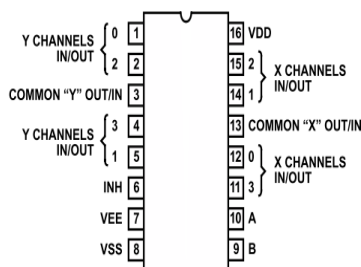 Y CHANNELS
IN/OUT
0 1
2 2
COMMON “Y” OUT/IN 3
Y CHANNELS
IN/OUT
3 4
1 5
INH 6
VEE 7
VSS 8
16 VDD
15 2
14 1
X CHANNELS
IN/OUT
13 COMMON “X” OUT/IN
12 0
11 3
X CHANNELS
IN/OUT
10 A
9 B